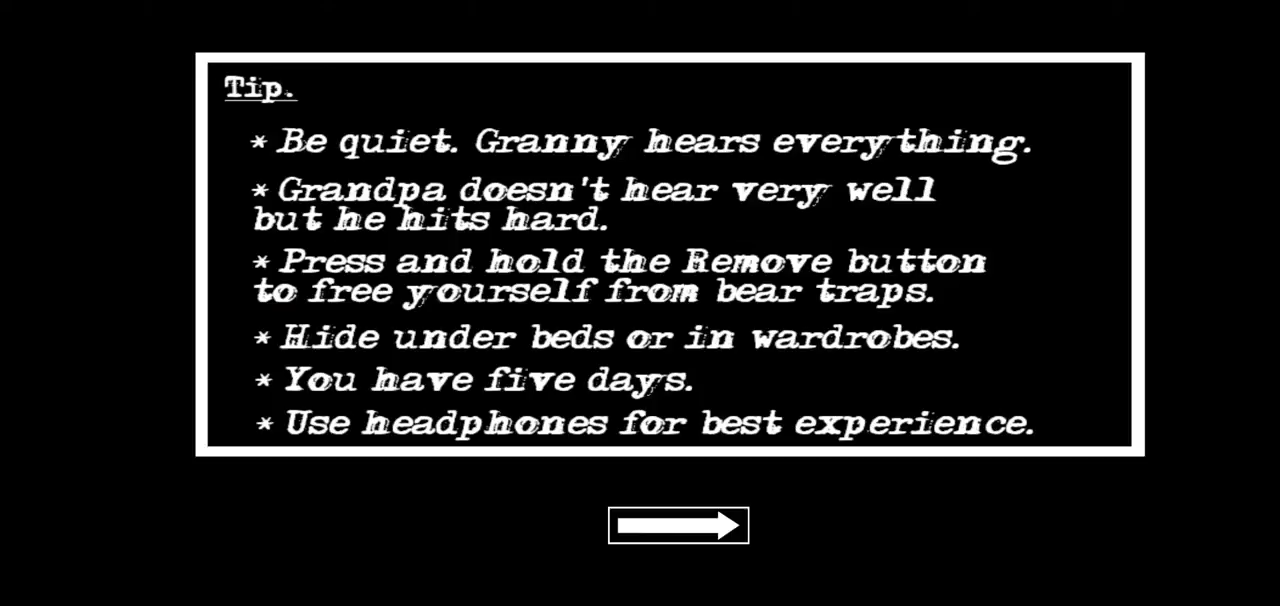 Tip.
* Be quiet. Granny hears everything.
* Grandpa doesn't hear very well
but he hits hard.
* Press and hold the Remove button
to free yourself from bear traps.
* Hide under beds or in wardrobes.
* You have five days.
* Use headphones for best experience.